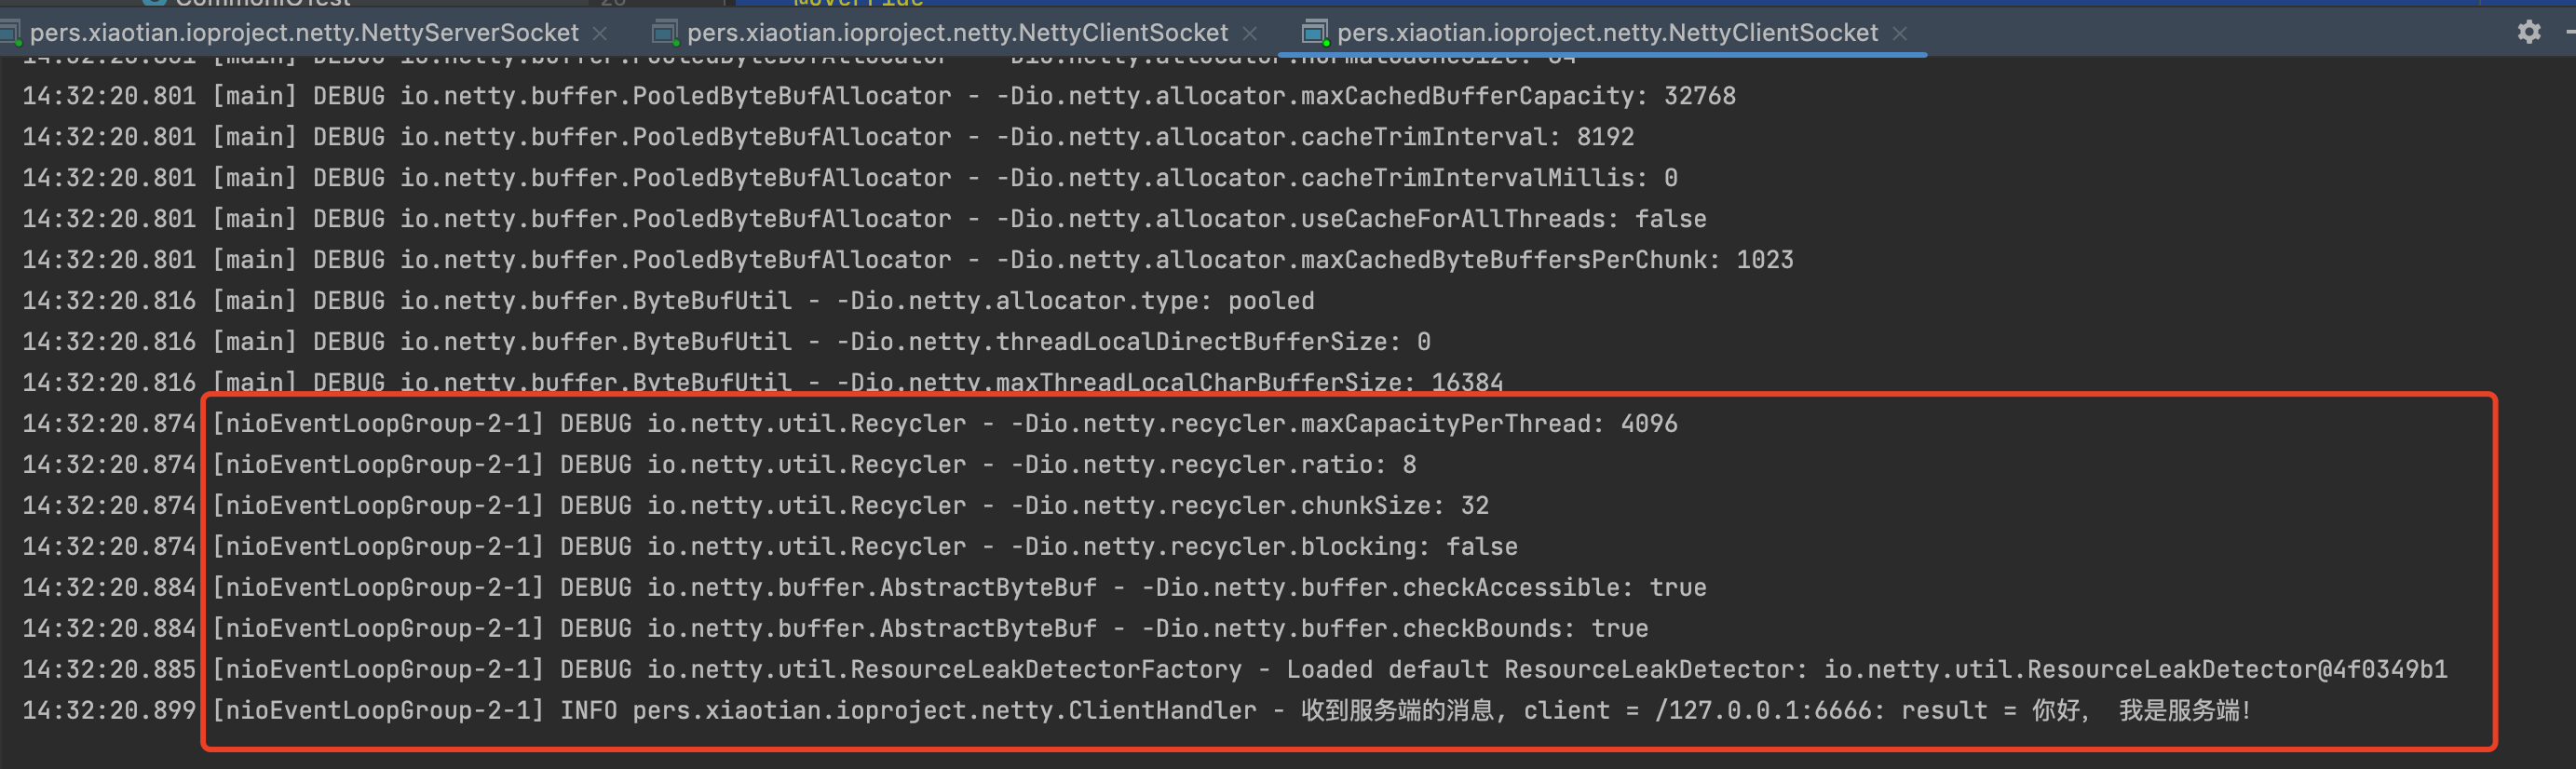 pers.xiaotian.ioproject.netty.NettyServerSocket pers.xiaotian.ioproject.netty.NettyClientSocket pers.xiaotian.ioproject.netty.NettyClientSocket
14:32:20.801 [main] DEBUG io.netty.buffer.PooledByteBufAllocator - -Dio.netty.allocator.normalCacheSize: 64
14:32:20.801 [main] DEBUG io.netty.buffer.PooledByteBufAllocator - -Dio.netty.allocator.maxCachedBufferCapacity: 32768
14:32:20.801 [main] DEBUG io.netty.buffer.PooledByteBufAllocator - -Dio.netty.allocator.cacheTrimInterval: 8192
14:32:20.801 [main] DEBUG io.netty.buffer.PooledByteBufAllocator - -Dio.netty.allocator.cacheTrimIntervalMillis: 0
14:32:20.801 [main] DEBUG io.netty.buffer.PooledByteBufAllocator - -Dio.netty.allocator.useCacheForAllThreads: false
14:32:20.801 [main] DEBUG io.netty.buffer.PooledByteBufAllocator - -Dio.netty.allocator.maxCachedByteBuffersPerChunk: 1023
14:32:20.816 [main] DEBUG io.netty.buffer.ByteBufUtil - -Dio.netty.allocator.type: pooled
14:32:20.816 [main] DEBUG io.netty.buffer.ByteBufUtil - -Dio.netty.threadLocalDirectBufferSize: 0
14:32:20.816 [main] DEBUG io.netty.buffer.ByteBufUtil - -Dio.netty.maxThreadLocalCharBufferSize: 16384
14:32:20.874 [nioEventLoopGroup-2-1] DEBUG io.netty.util.Recycler - -Dio.netty.recycler.maxCapacityPerThread: 4096
14:32:20.874 [nioEventLoopGroup-2-1] DEBUG io.netty.util.Recycler - -Dio.netty.recycler.ratio: 8
14:32:20.874 [nioEventLoopGroup-2-1] DEBUG io.netty.util.Recycler - -Dio.netty.recycler.chunkSize: 32
14:32:20.874 [nioEventLoopGroup-2-1] DEBUG io.netty.util.Recycler - -Dio.netty.recycler.blocking: false
14:32:20.884 [nioEventLoopGroup-2-1] DEBUG io.netty.buffer.AbstractByteBuf - -Dio.netty.buffer.checkAccessible: true
14:32:20.884 [nioEventLoopGroup-2-1] DEBUG io.netty.buffer.AbstractByteBuf - -Dio.netty.buffer.checkBounds: true
14:32:20.885 [nioEventLoopGroup-2-1] DEBUG io.netty.util.ResourceLeakDetectorFactory - Loaded default ResourceLeakDetector: io.netty.util.ResourceLeakDetector@4f0349b1
14:32:20.899 [nioEventLoopGroup-2-1] INFO pers.xiaotian.ioproject.netty.ClientHandler - 收到服务端的消息, client = /127.0.0.1:6666: result = 你好， 我是服务端!